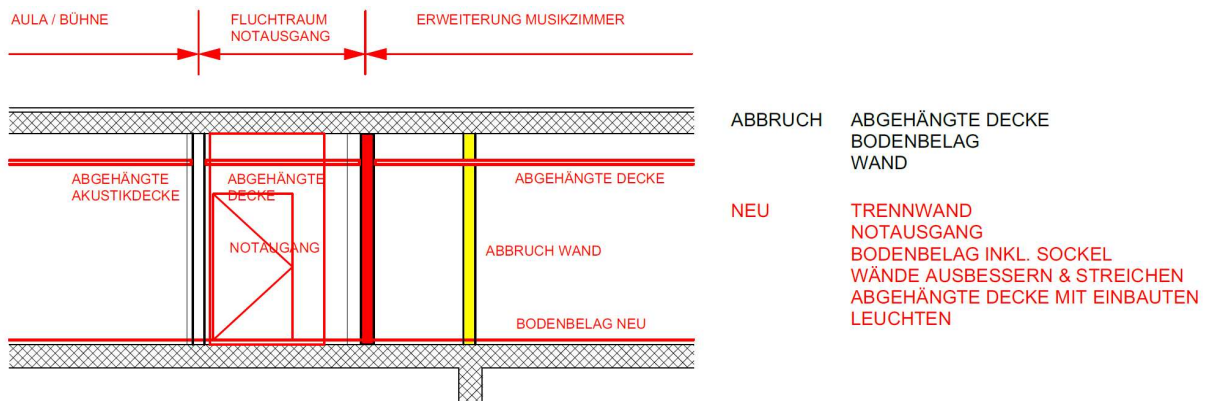 AULA / BÜHNE
FLUCHTRAUM
NOTAUSGANG
ERWEITERUNG MUSIKZIMMER
ABGEHÄNGTE
AKUSTIKDECKE
ABGEHÄNGTE
DECKE
ABGEHÄNGTE DECKE
NOTAUGANG
ABBRUCH WAND
BODENBELAG NEU
ABBRUCH ABGEHÄNGTE DECKE
BODENBELAG
WAND
NEU TRENNWAND
NOTAUSGANG
BODENBELAG INKL. SOCKEL
WÄNDE AUSBESSERN & STREICHEN
ABGEHÄNGTE DECKE MIT EINBAUTEN
LEUCHTEN